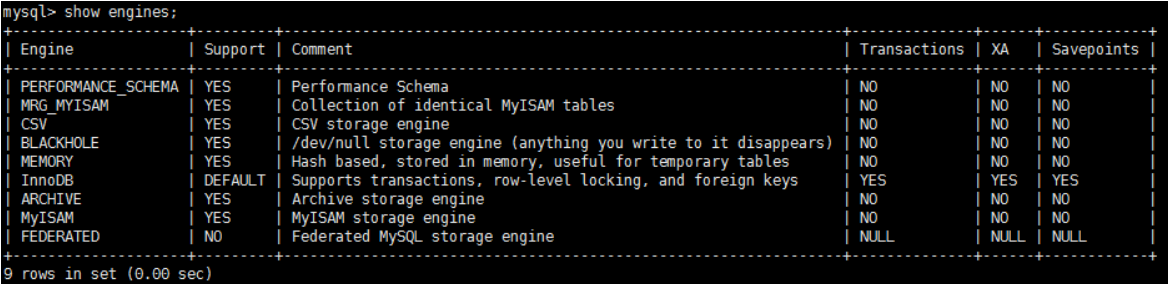 mysql> show engines;
+--------------------+---------+----------------------------------------------------------------+--------------+------+------------+
| Engine | Support | Comment | Transactions | XA | Savepoints |
+--------------------+---------+----------------------------------------------------------------+--------------+------+------------+
| PERFORMANCE_SCHEMA | YES | Performance Schema | NO | NO | NO |
| MRG_MYISAM | YES | Collection of identical MyISAM tables | NO | NO | NO |
| CSV | YES | CSV storage engine | NO | NO | NO |
| BLACKHOLE | YES | /dev/null storage engine (anything you write to it disappears) | NO | NO | NO |
| MEMORY | YES | Hash based, stored in memory, useful for temporary tables | NO | NO | NO |
| InnoDB | DEFAULT | Supports transactions, row-level locking, and foreign keys | YES | YES | YES |
| ARCHIVE | YES | Archive storage engine | NO | NO | NO |
| MyISAM | YES | MyISAM storage engine | NO | NO | NO |
| FEDERATED | NO | Federated MySQL storage engine | NULL | NULL | NULL |
+--------------------+---------+----------------------------------------------------------------+--------------+------+------------+
9 rows in set (0.00 sec)